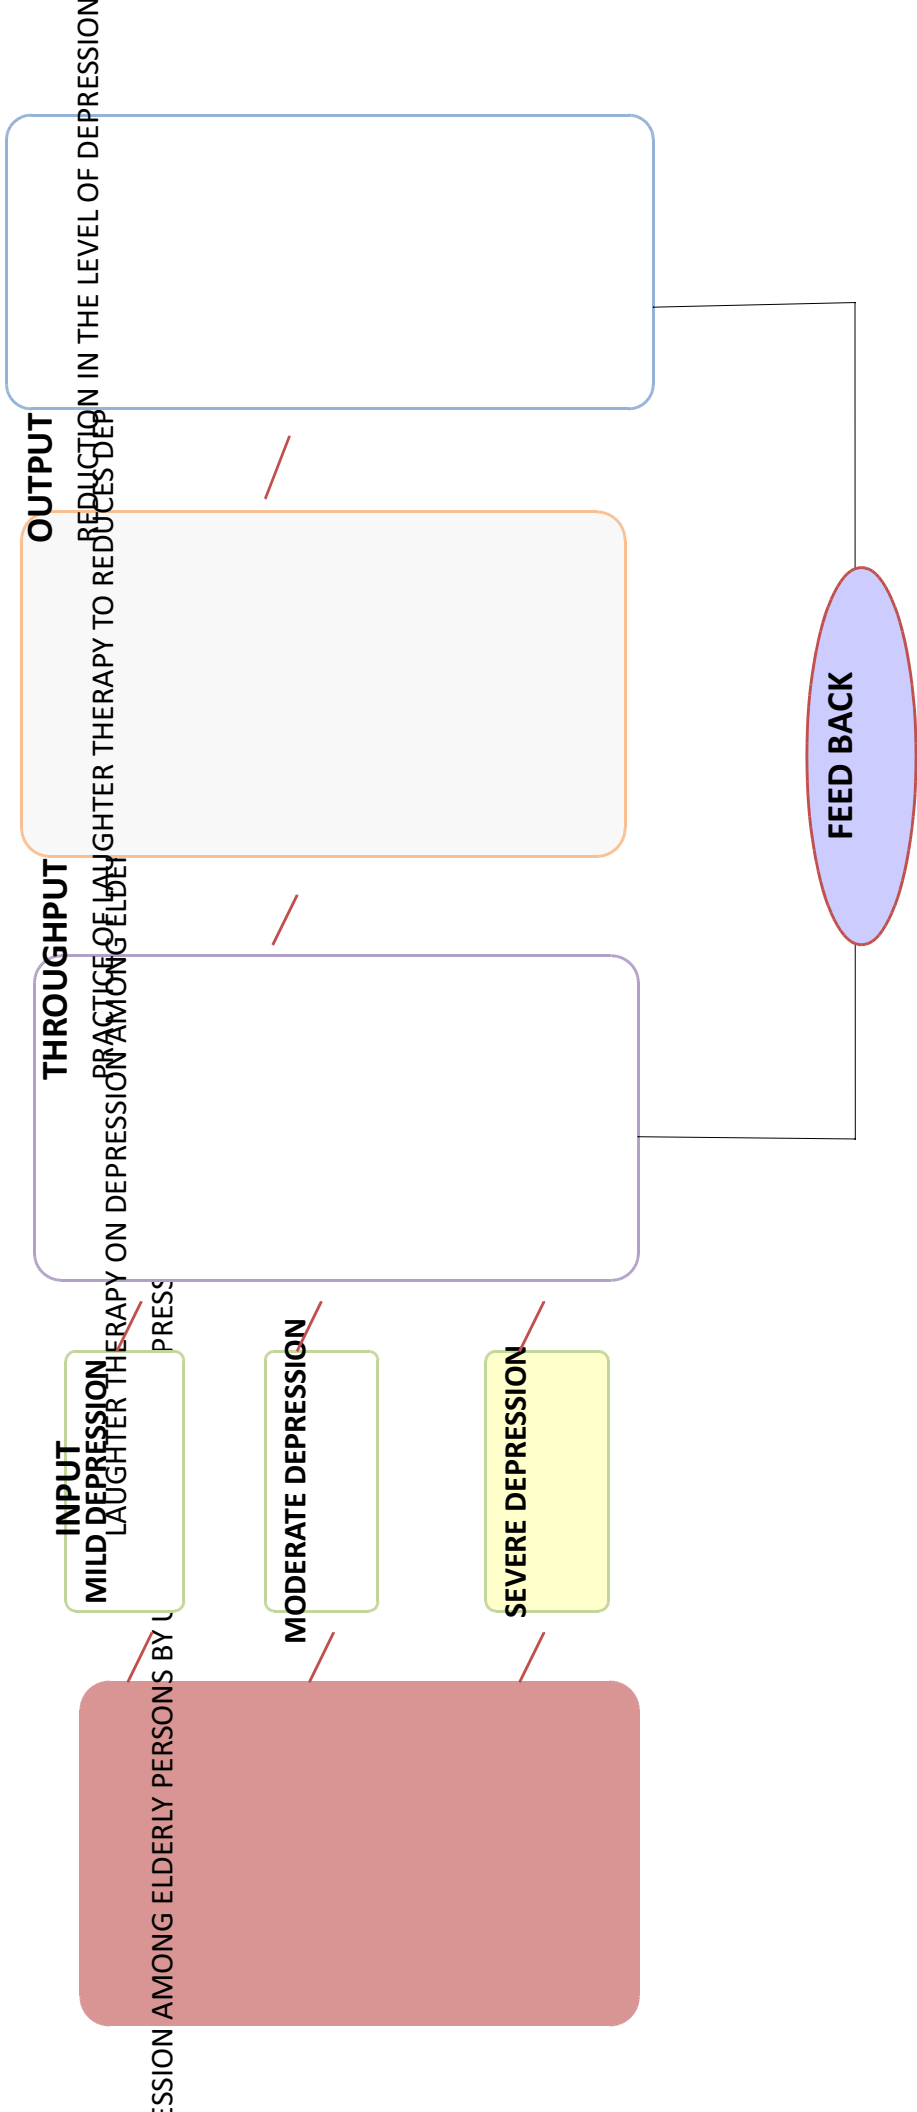 ESSION AMONG ELDERLY PERSONS BY U
PRESS
MILD DEPRESSION
MODERATE DEPRESSION
SEVERE DEPRESSION
INPUT
LAUGHTER THERAPY ON DEPRESSION AMONG ELDER
THROUGHPUT
PRACTICE OF LAUGHTER THERAPY TO REDUCES DEP
OUTPUT
REDUCTION IN THE LEVEL OF DEPRESSION
FEED BACK